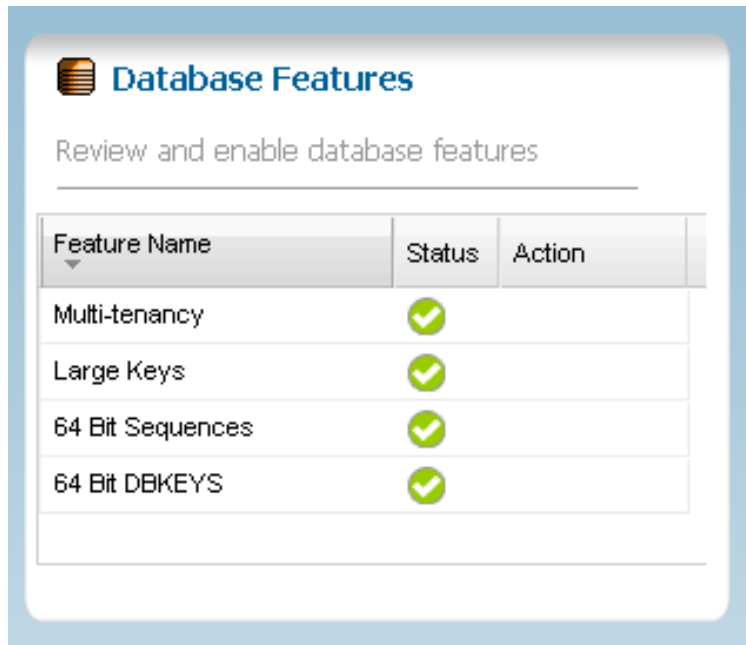 Database Features
Review and enable database features
Feature Name Status Action
Multi-tenancy
Large Keys
64 Bit Sequences
64 Bit DBKEYS